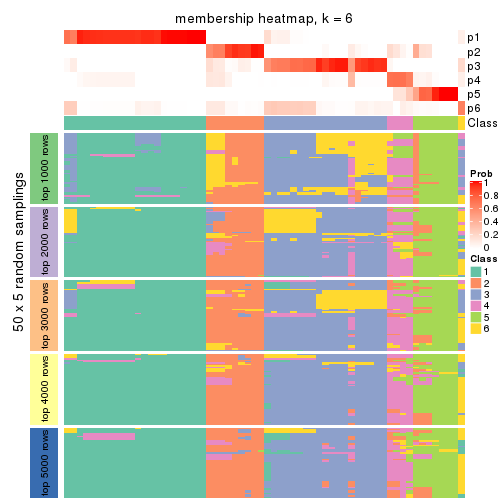 membership heatmap, k = 6
p1
p2
p3
p4
p5
p6
Class
50 x 5 random samplings
top 1000 rows
top 2000 rows
top 3000 rows
top 4000 rows
top 5000 rows
Prob
1
0.8
0.6
0.4
0.2
0
Class
1
2
3
4
5
6